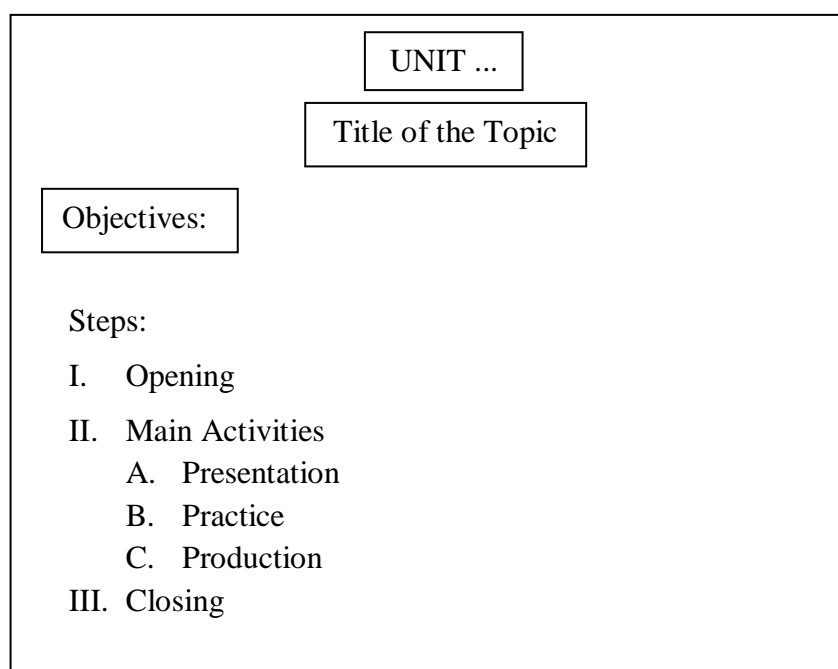 UNIT ...
Title of the Topic
Objectives:
Steps:
I. Opening
II. Main Activities
A. Presentation
B. Practice
C. Production
III. Closing